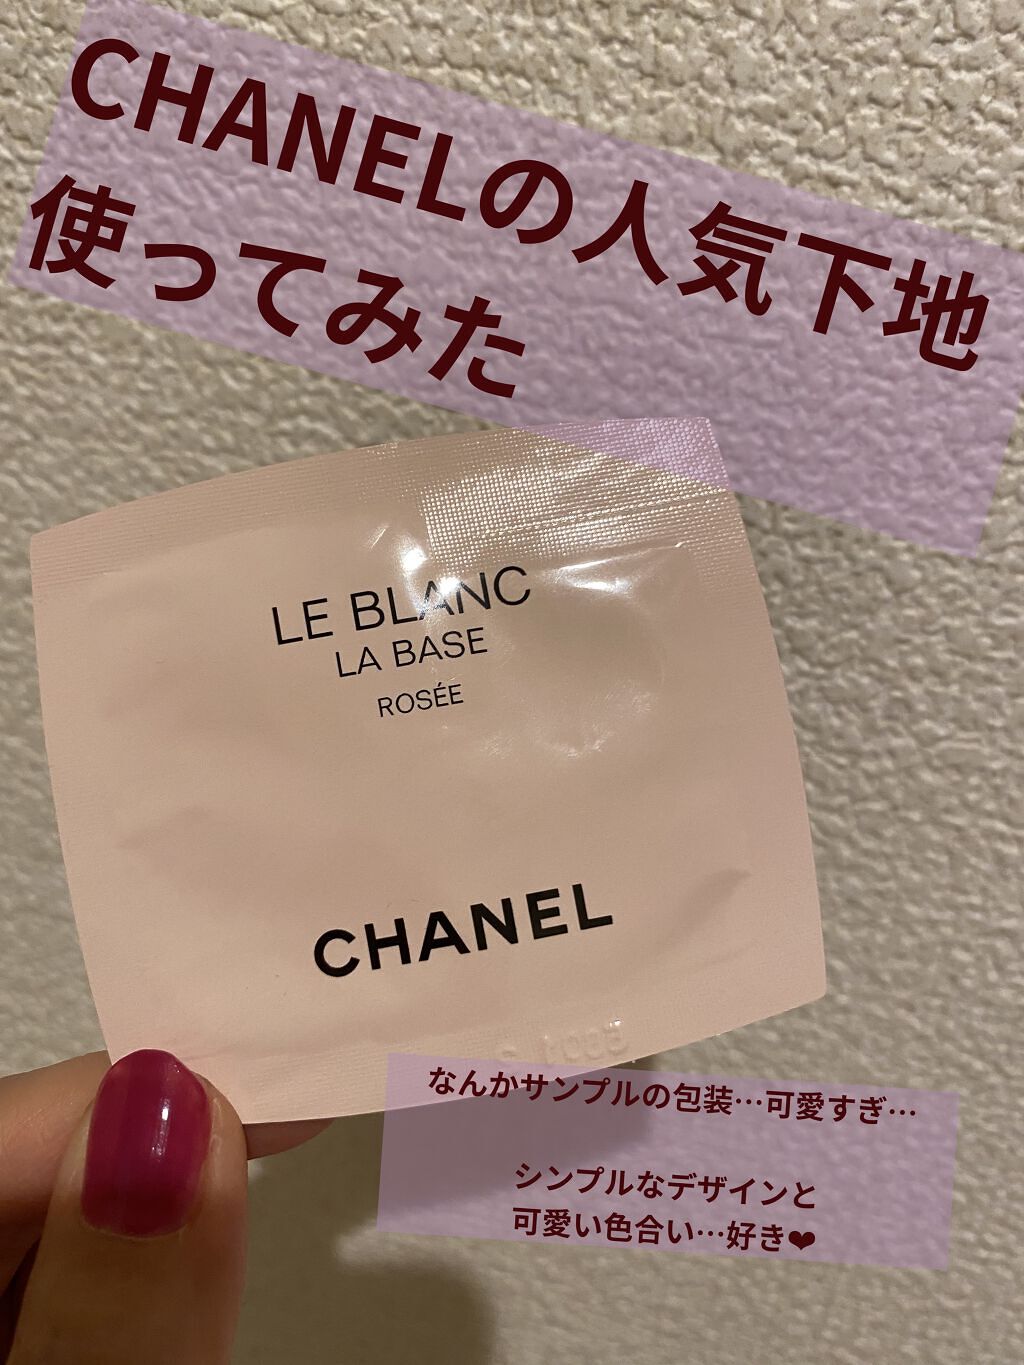 CHANELの人気下地
使ってみた
LE BLANC
LA BASE
ROSÉE
CHANEL
なんかサンプルの包装…可愛すぎ…
シンプルなデザインと
可愛い色合い…好き❤